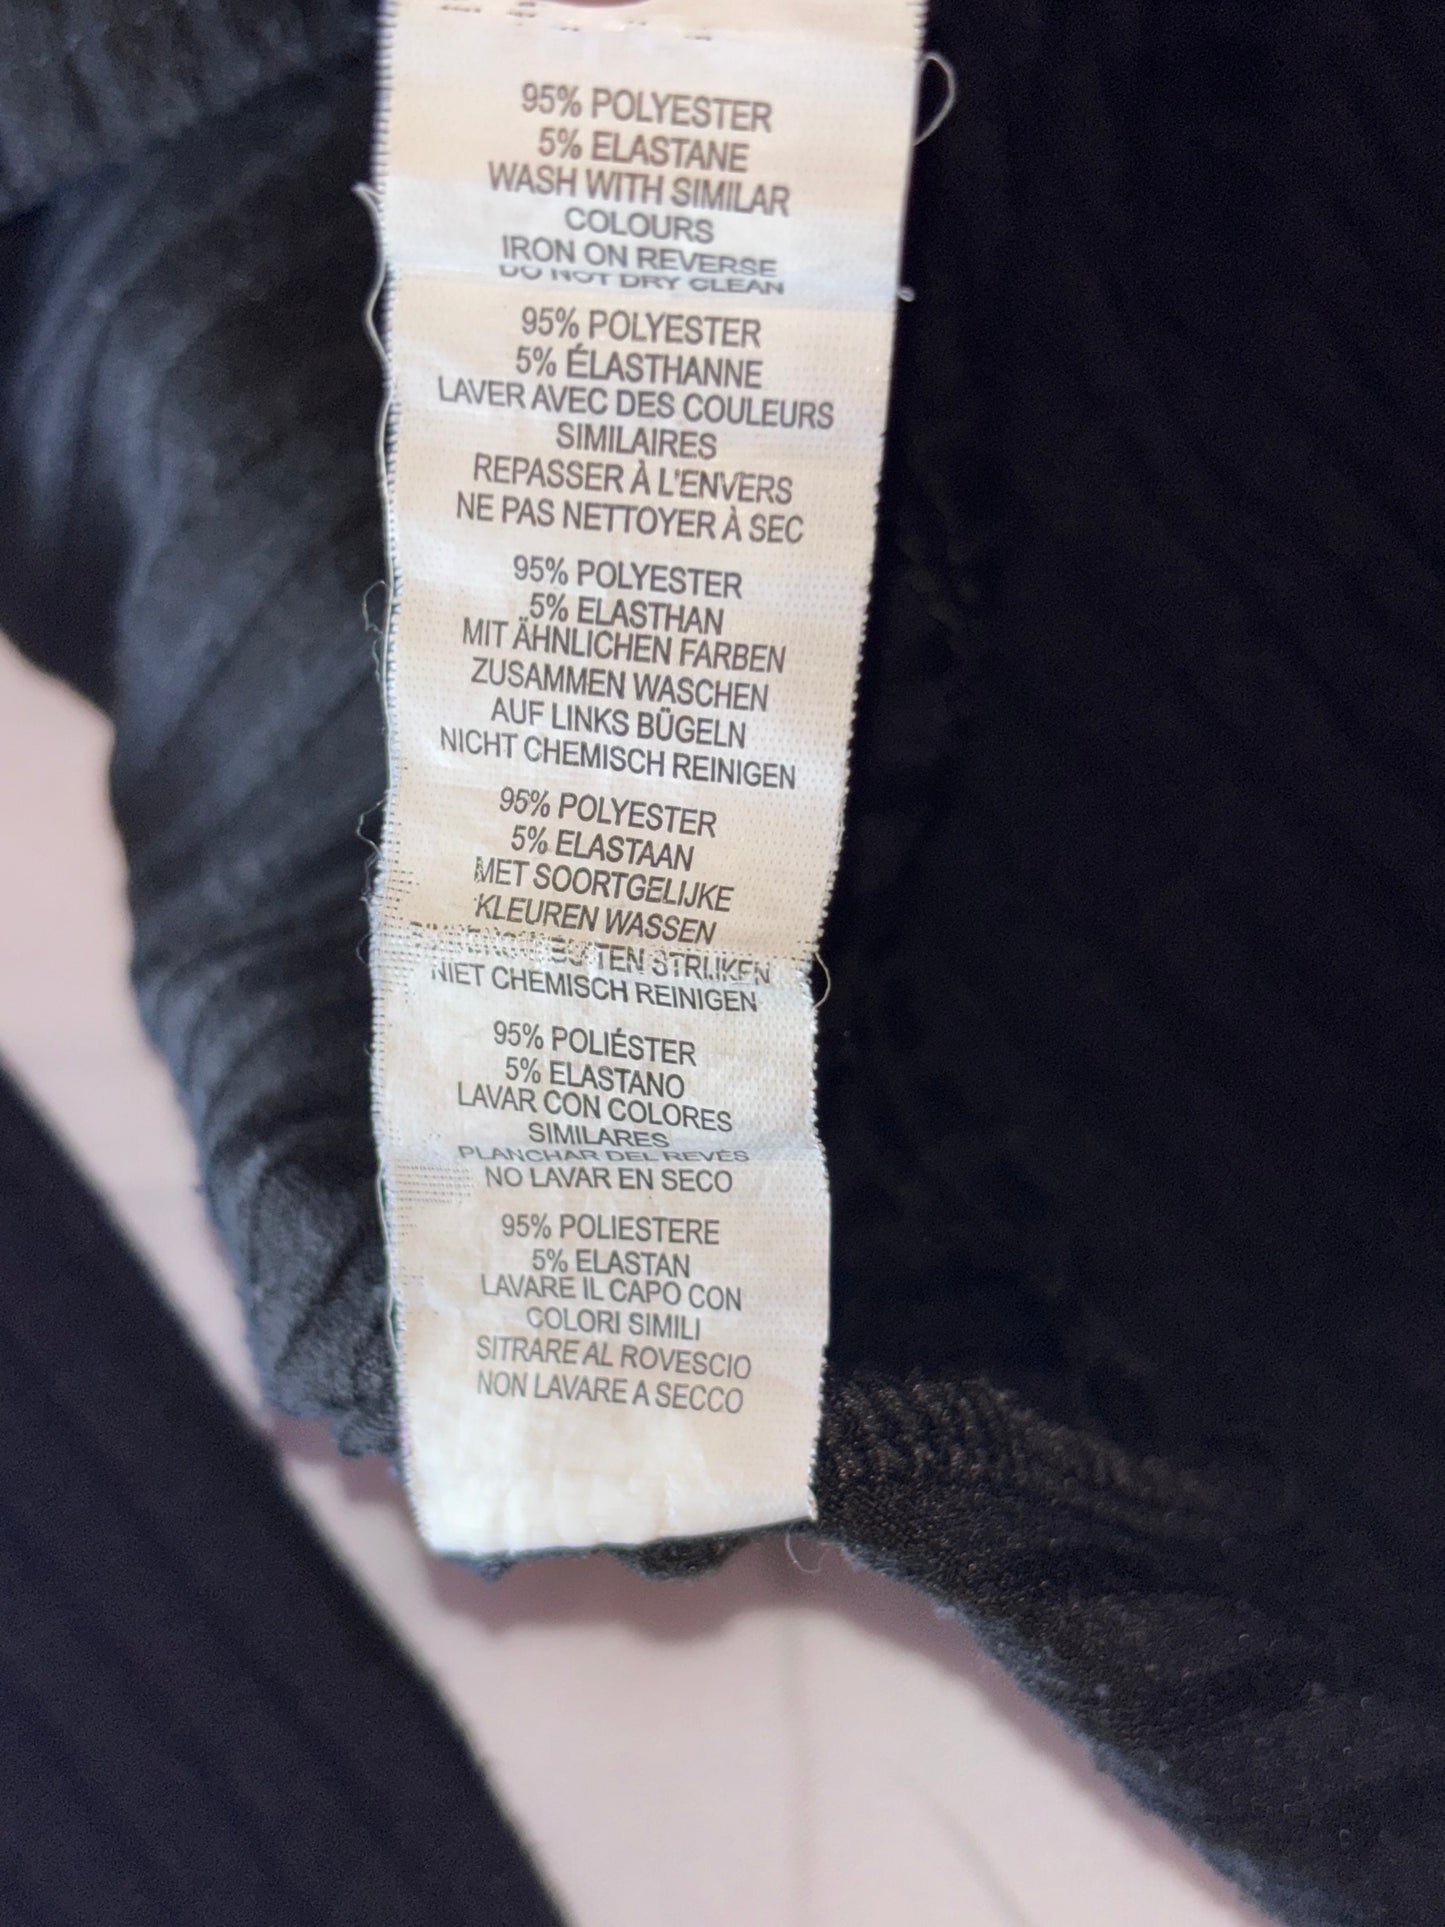 95% POLYESTER
5% ELASTANE
WASH WITH SIMILAR
COLOURS
IRON ON REVERSE
DO NOT DRY CLEAN
95% POLYESTER
5% ÉLASTHANNE
LAVER AVEC DES COULEURS
SIMILAIRES
REPASSER À L'ENVERS
NE PAS NETTOYER À SEC
95% POLYESTER
5% ELASTHAN
MIT ÄHNLICHEN FARBEN
ZUSAMMEN WASCHEN
AUF LINKS BÜGELN
NICHT CHEMISCH REINIGEN
95% POLYESTER
5% ELASTAAN
MET SOORTGELIJKE
KLEUREN WASSEN
STRIJKEN
NIET CHEMISCH REINIGEN
95% POLIÉSTER
5% ELASTANO
LAVAR CON COLORES
SIMILARES
PLANCHAR DEL REVÉS
NO LAVAR EN SECO
95% POLIESTERE
5% ELASTAN
LAVARE IL CAPO CON
COLORI SIMILI
SITRARE AL ROVESCIO
NON LAVARE A SECCO